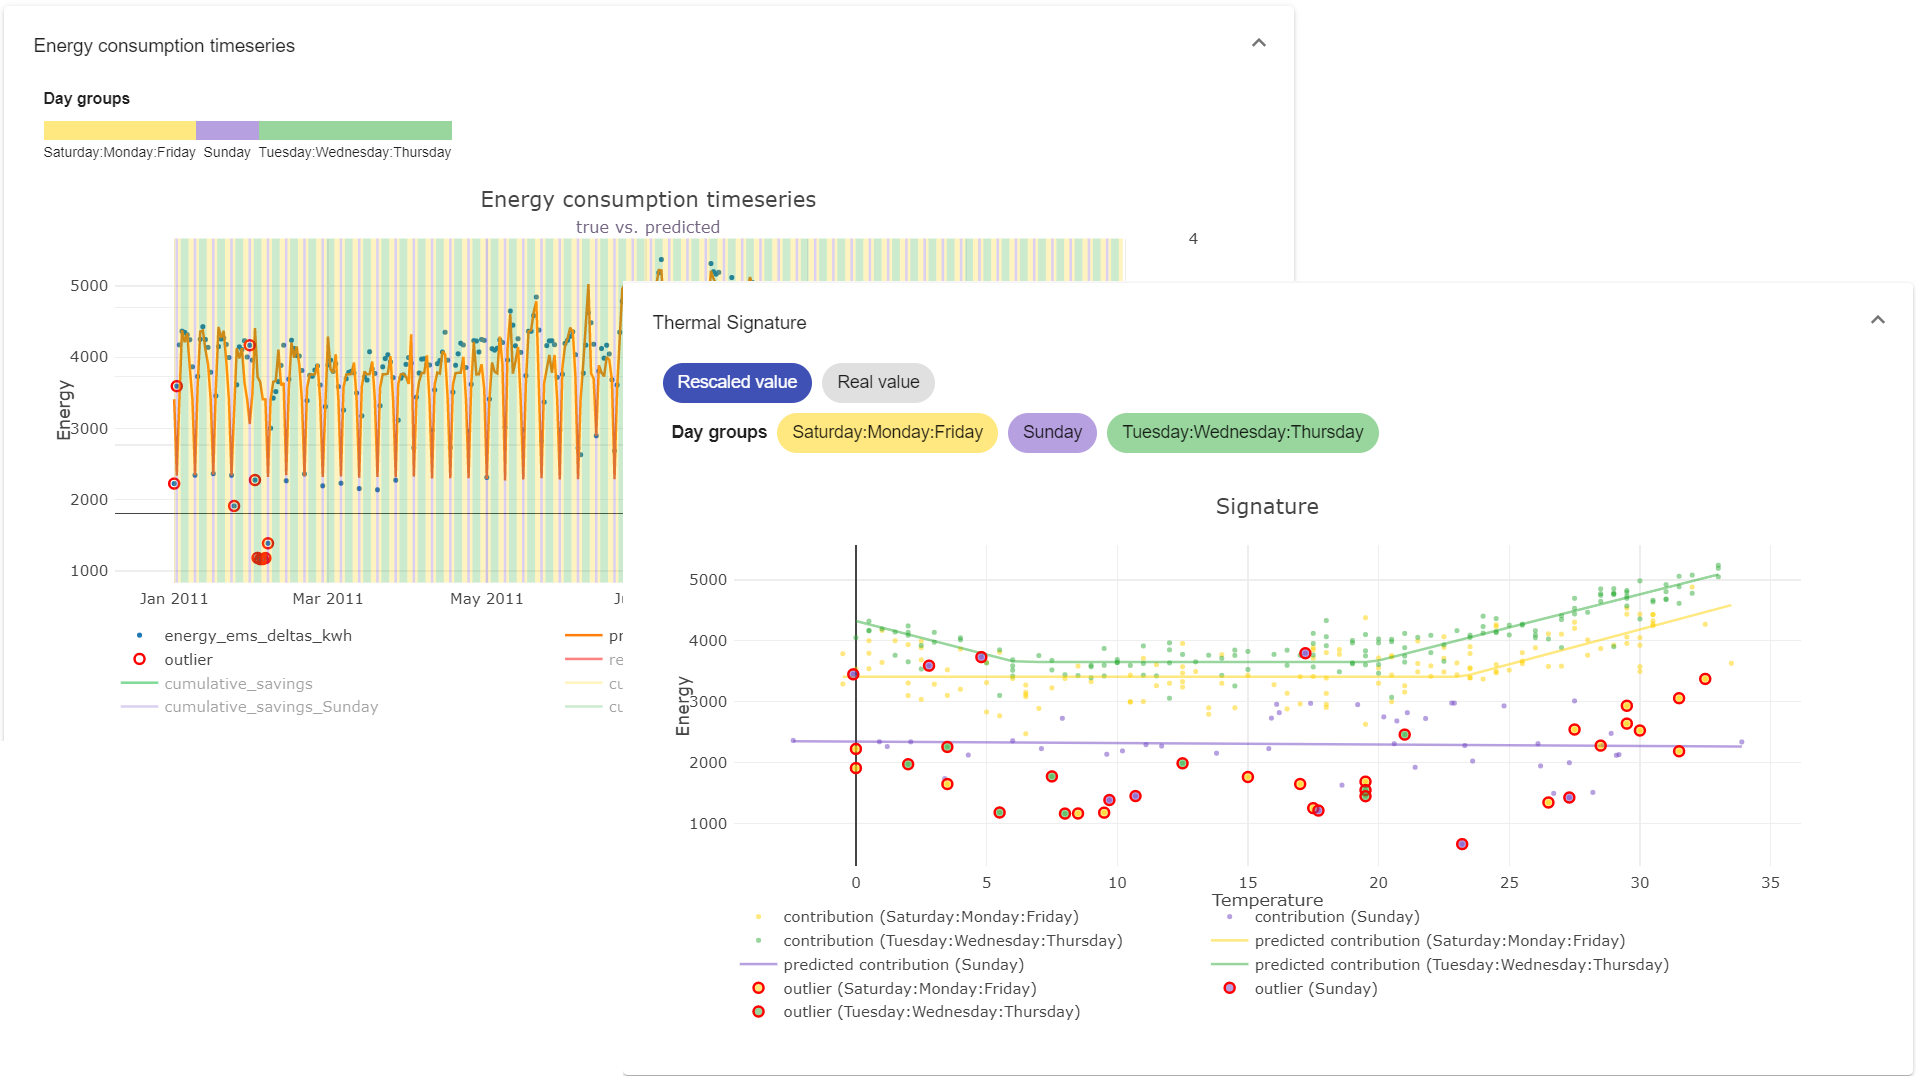 Energy consumption timeseries
Day groups
Saturday:Monday:Friday Sunday Tuesday:Wednesday:Thursday
Energy consumption timeseries
true vs. predicted
4
5000
4000
3000
2000
1000
Energy
Jan 2011 Mar 2011 May 2011
energy_ems_deltas_kwh
outlier
cumulative_savings
cumulative_savings_Sunday
Thermal Signature
Rescaled value Real value
Day groups Saturday:Monday:Friday Sunday Tuesday:Wednesday:Thursday
Signature
5000
4000
3000
2000
1000
Energy
0 5 10 15 20 25 30 35
Temperature
contribution (Saturday:Monday:Friday) contribution (Sunday)
contribution (Tuesday:Wednesday:Thursday) predicted contribution (Saturday:Monday:Friday)
predicted contribution (Sunday) predicted contribution (Tuesday:Wednesday:Thursday)
outlier (Saturday:Monday:Friday) outlier (Sunday)
outlier (Tuesday:Wednesday:Thursday)